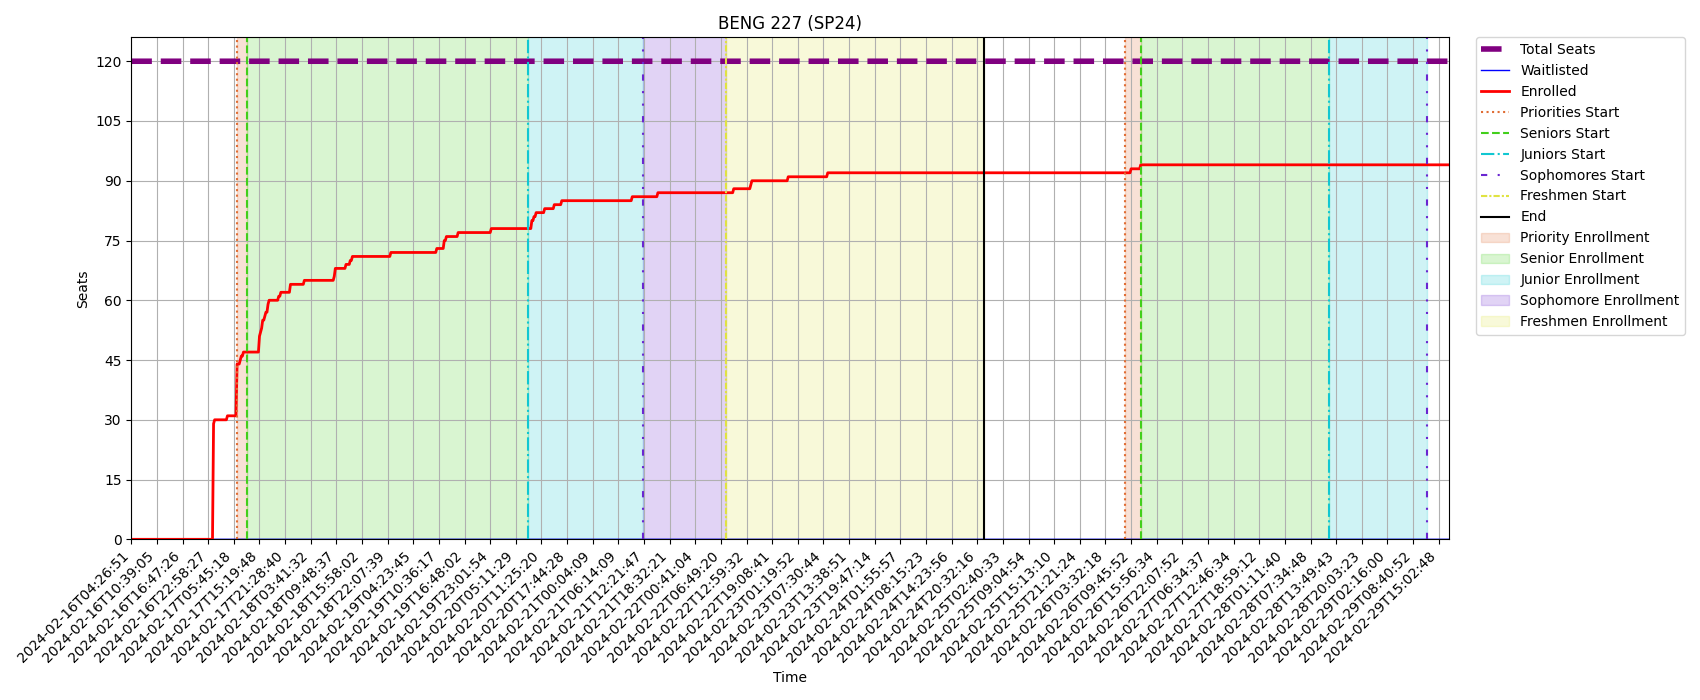 BENG 227 (SP24)
Seats
120
105
90
75
60
45
30
15
0
2024-02-16T04:26:51
2024-02-16T10:39:05
2024-02-16T16:47:26
2024-02-16T22:58:27
2024-02-17T05:45:18
2024-02-17T15:19:48
2024-02-17T21:28:40
2024-02-18T03:41:32
2024-02-18T09:48:37
2024-02-18T15:58:02
2024-02-18T22:07:39
2024-02-19T04:23:45
2024-02-19T10:36:17
2024-02-19T16:48:02
2024-02-19T23:01:54
2024-02-20T05:11:29
2024-02-20T11:25:20
2024-02-20T17:44:28
2024-02-21T00:04:09
2024-02-21T06:14:09
2024-02-21T12:21:47
2024-02-21T18:32:21
2024-02-22T00:41:04
2024-02-22T06:49:20
2024-02-22T12:59:32
2024-02-22T19:08:41
2024-02-23T01:19:52
2024-02-23T07:30:44
2024-02-23T13:38:51
2024-02-23T19:47:14
2024-02-24T01:55:57
2024-02-24T08:15:23
2024-02-24T14:23:56
2024-02-24T20:32:16
2024-02-25T02:40:33
2024-02-25T09:04:54
2024-02-25T15:13:10
2024-02-25T21:21:24
2024-02-26T03:32:18
2024-02-26T09:45:52
2024-02-26T15:56:34
2024-02-26T22:07:52
2024-02-27T06:34:37
2024-02-27T12:46:34
2024-02-27T18:59:12
2024-02-28T01:11:40
2024-02-28T07:34:48
2024-02-28T13:49:43
2024-02-28T20:03:23
2024-02-29T02:16:00
2024-02-29T08:40:52
2024-02-29T15:02:48
Time
Total Seats
Waitlisted
Enrolled
Priorities Start
Seniors Start
Juniors Start
Sophomores Start
Freshmen Start
End
Priority Enrollment
Senior Enrollment
Junior Enrollment
Sophomore Enrollment
Freshmen Enrollment